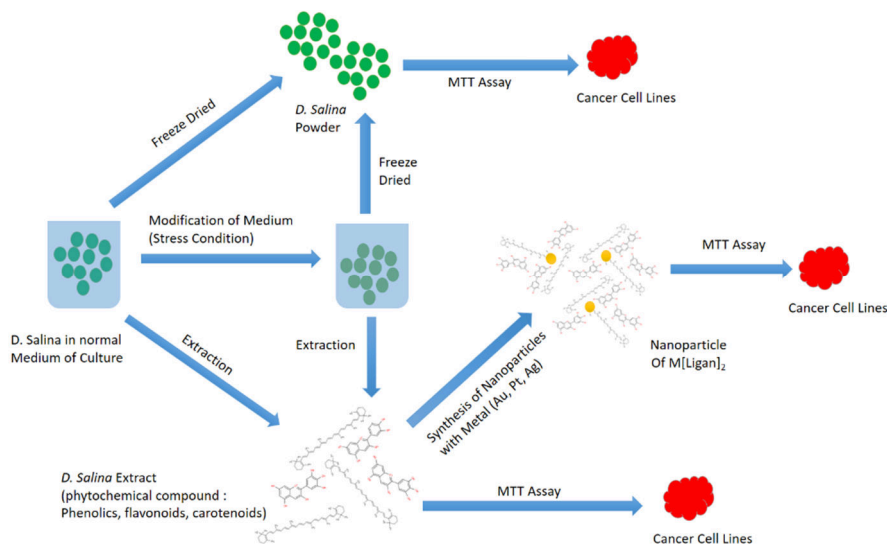 MTT Assay
Cancer Cell Lines
Freeze Dried
D. Salina
Powder
Freeze
Dried
Modification of Medium
(Stress Condition)
MTT Assay
Cancer Cell Lines
D. Salina in normal
Medium of Culture
Extraction
Extraction
Synthesis of Nanoparticles
with Metal (Au, Pt, Ag)
Nanoparticle
Of M[Ligan]₂
D. Salina Extract
(phytochemical compound :
Phenolics, flavonoids, carotenoids)
MTT Assay
Cancer Cell Lines